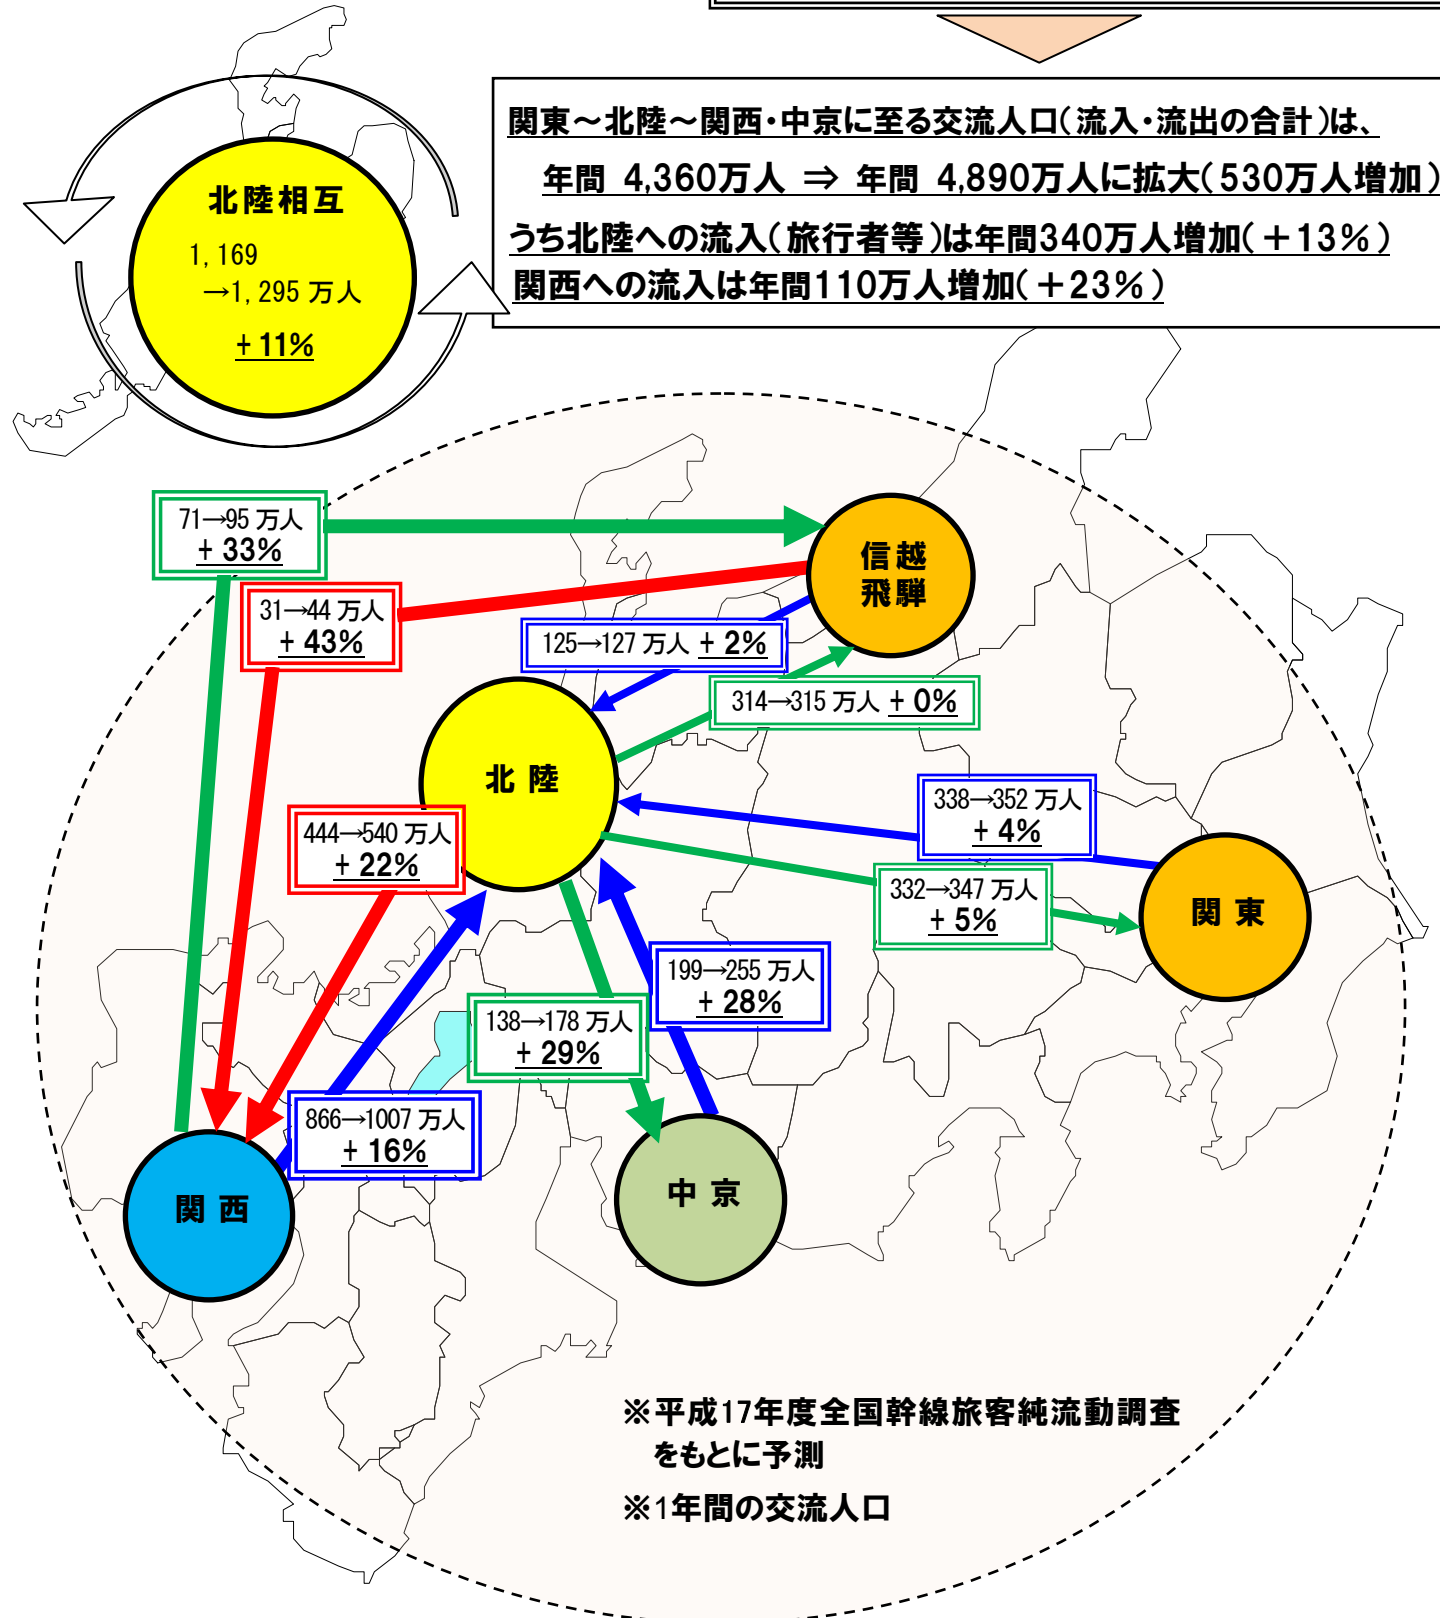 関東～北陸～関西・中京に至る交流人口（流入・流出の合計）は、
年間 4,360万人 ⇒ 年間 4,890万人に拡大（530万人増加）
うち北陸への流入（旅行者等）は年間340万人増加（＋13％）
関西への流入は年間110万人増加（＋23％）
北陸相互
1,169
→1,295 万人
+11%
71→95 万人
+ 33%
信越
飛騨
31→44 万人
+ 43%
125→127 万人 + 2%
314→315 万人 + 0%
北 陸
338→352 万人
+ 4%
444→540 万人
+ 22%
332→347 万人
+ 5%
関 東
199→255 万人
+ 28%
138→178 万人
+ 29%
866→1007 万人
+ 16%
関 西
中 京
※平成17年度全国幹線旅客純流動調査
をもとに予測
※1年間の交流人口